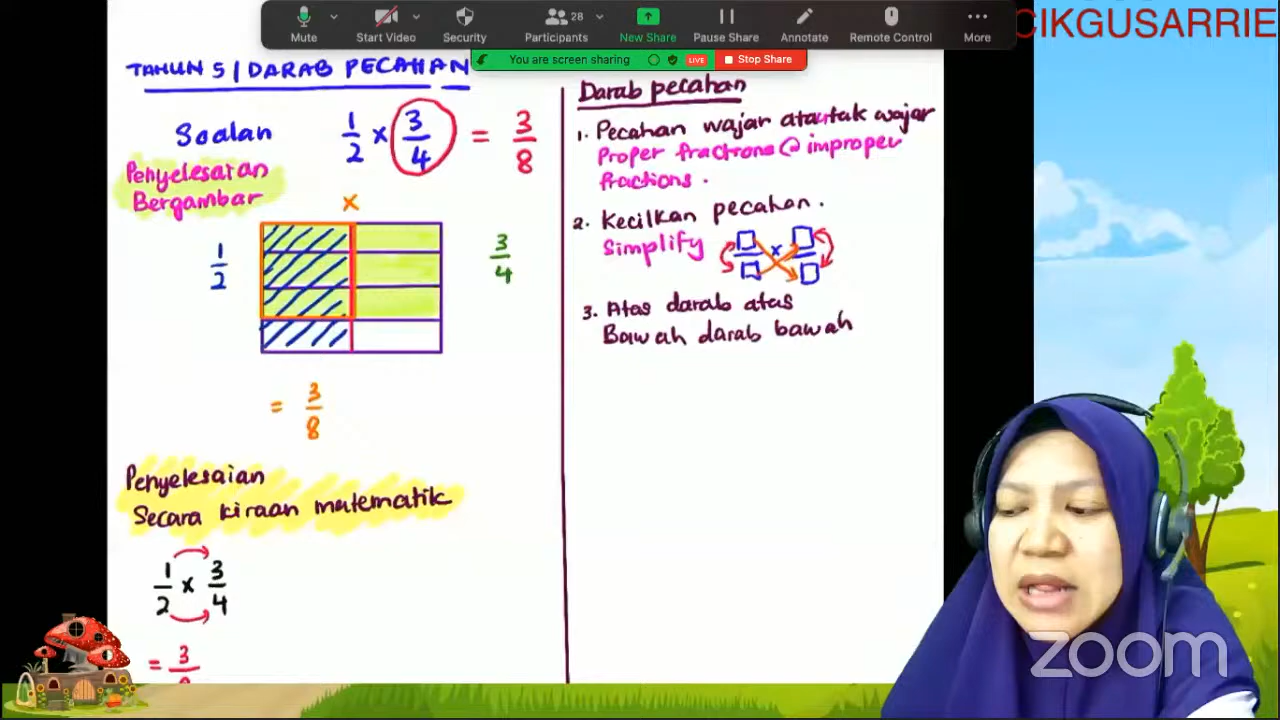 Mute
Start Video
Security
Participants
28
New Share
Pause Share
Annotate
Remote Control
More
You are screen sharing
LIVE
Stop Share
CIKGUSARRIE
TAHUN 5 | DARAB PECAHAN
Soalan
1/2 × 3/4 = 3/8
Penyelesaian
Bergambar
×
1/2
3/4
= 3/8
Penyelesaian
Secara kiraan matematik
1/2 × 3/4
= 3
Darab pecahan
1. Pecahan wajar atau tak wajar
Proper fractions @ improper
fractions.
2. Kecilkan pecahan.
Simplify
□/□ × □/□
3. Atas darab atas
Bawah darab bawah
zoom